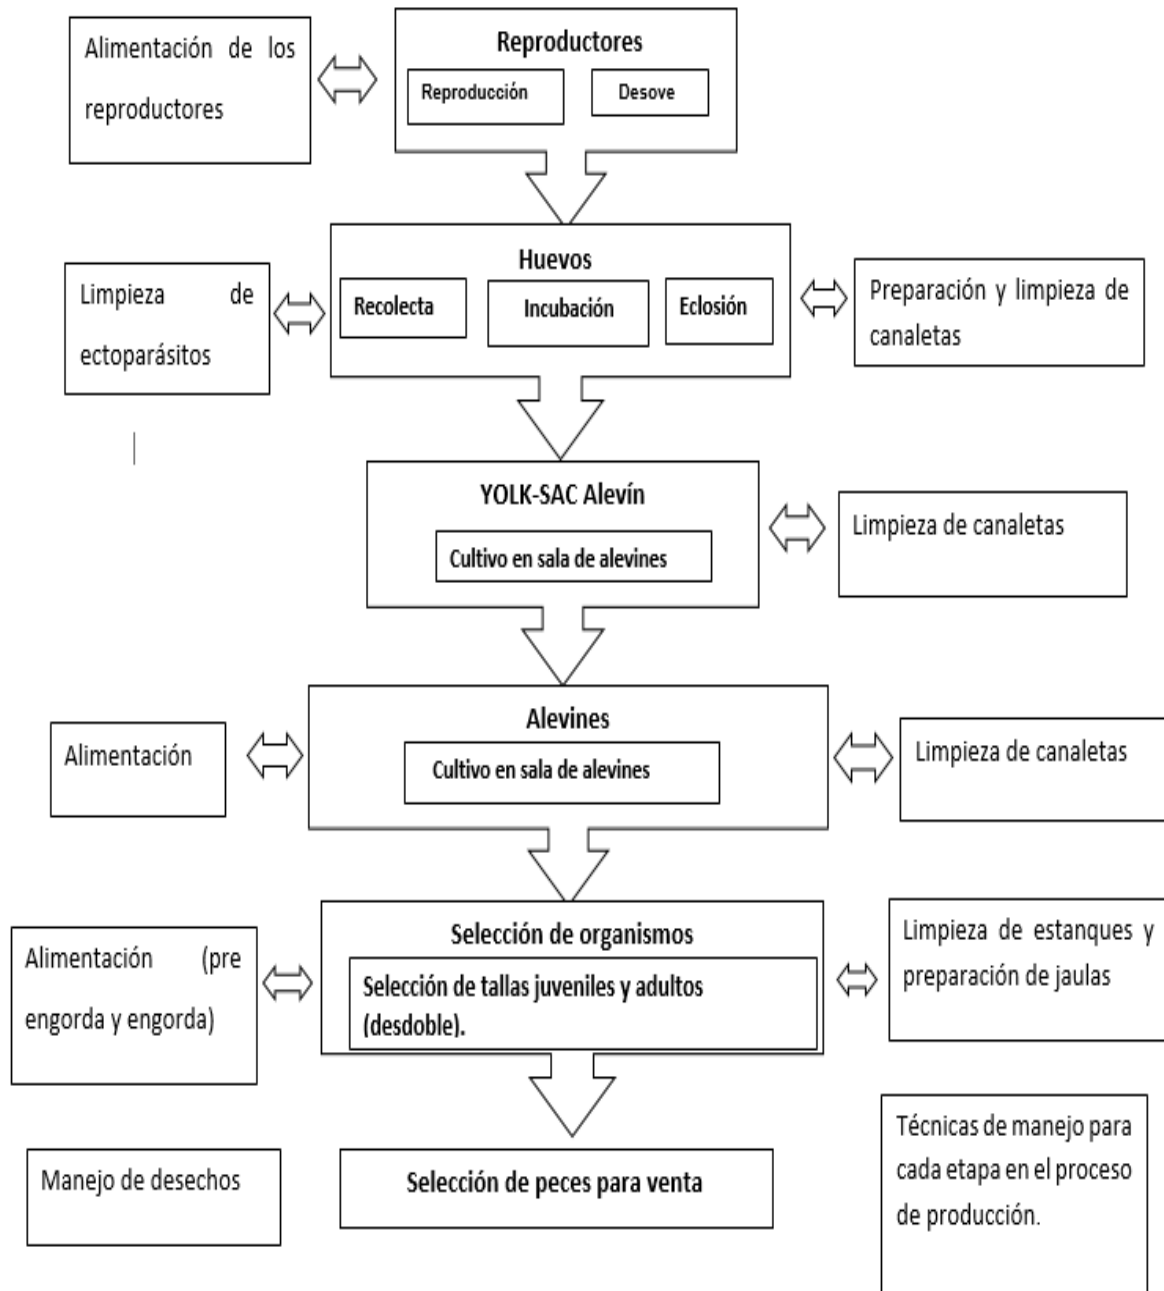 Alimentación de los
reproductores
Reproductores
Reproducción
Desove
Limpieza de
ectoparásitos
Huevos
Recolecta
Incubación
Eclosión
Preparación y limpieza de
canaletas
YOLK-SAC Alevín
Cultivo en sala de alevines
Limpieza de canaletas
Alimentación
Alevines
Cultivo en sala de alevines
Limpieza de canaletas
Alimentación (pre
engorda y engorda)
Selección de organismos
Selección de tallas juveniles y adultos
(desdoble).
Limpieza de estanques y
preparación de jaulas
Manejo de desechos
Selección de peces para venta
Técnicas de manejo para
cada etapa en el proceso
de producción.